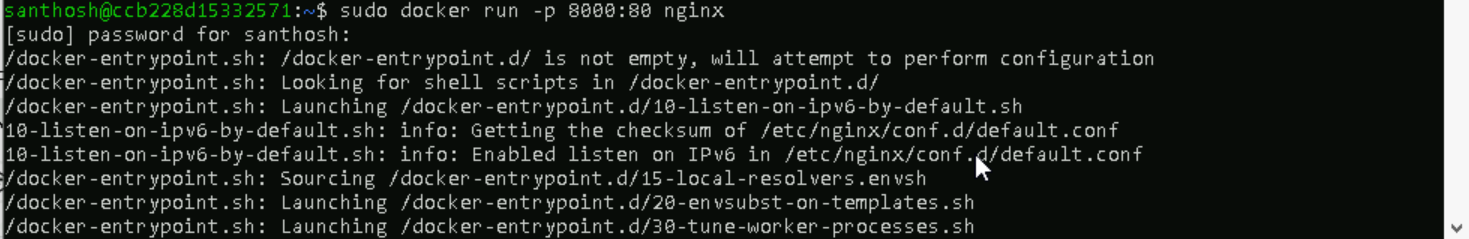 santhosh@ccb228d15332571:~$ sudo docker run -p 8000:80 nginx
[sudo] password for santhosh:
/docker-entrypoint.sh: /docker-entrypoint.d/ is not empty, will attempt to perform configuration
/docker-entrypoint.sh: Looking for shell scripts in /docker-entrypoint.d/
/docker-entrypoint.sh: Launching /docker-entrypoint.d/10-listen-on-ipv6-by-default.sh
10-listen-on-ipv6-by-default.sh: info: Getting the checksum of /etc/nginx/conf.d/default.conf
10-listen-on-ipv6-by-default.sh: info: Enabled listen on IPv6 in /etc/nginx/conf.d/default.conf
/docker-entrypoint.sh: Sourcing /docker-entrypoint.d/15-local-resolvers.envsh
/docker-entrypoint.sh: Launching /docker-entrypoint.d/20-envsubst-on-templates.sh
/docker-entrypoint.sh: Launching /docker-entrypoint.d/30-tune-worker-processes.sh